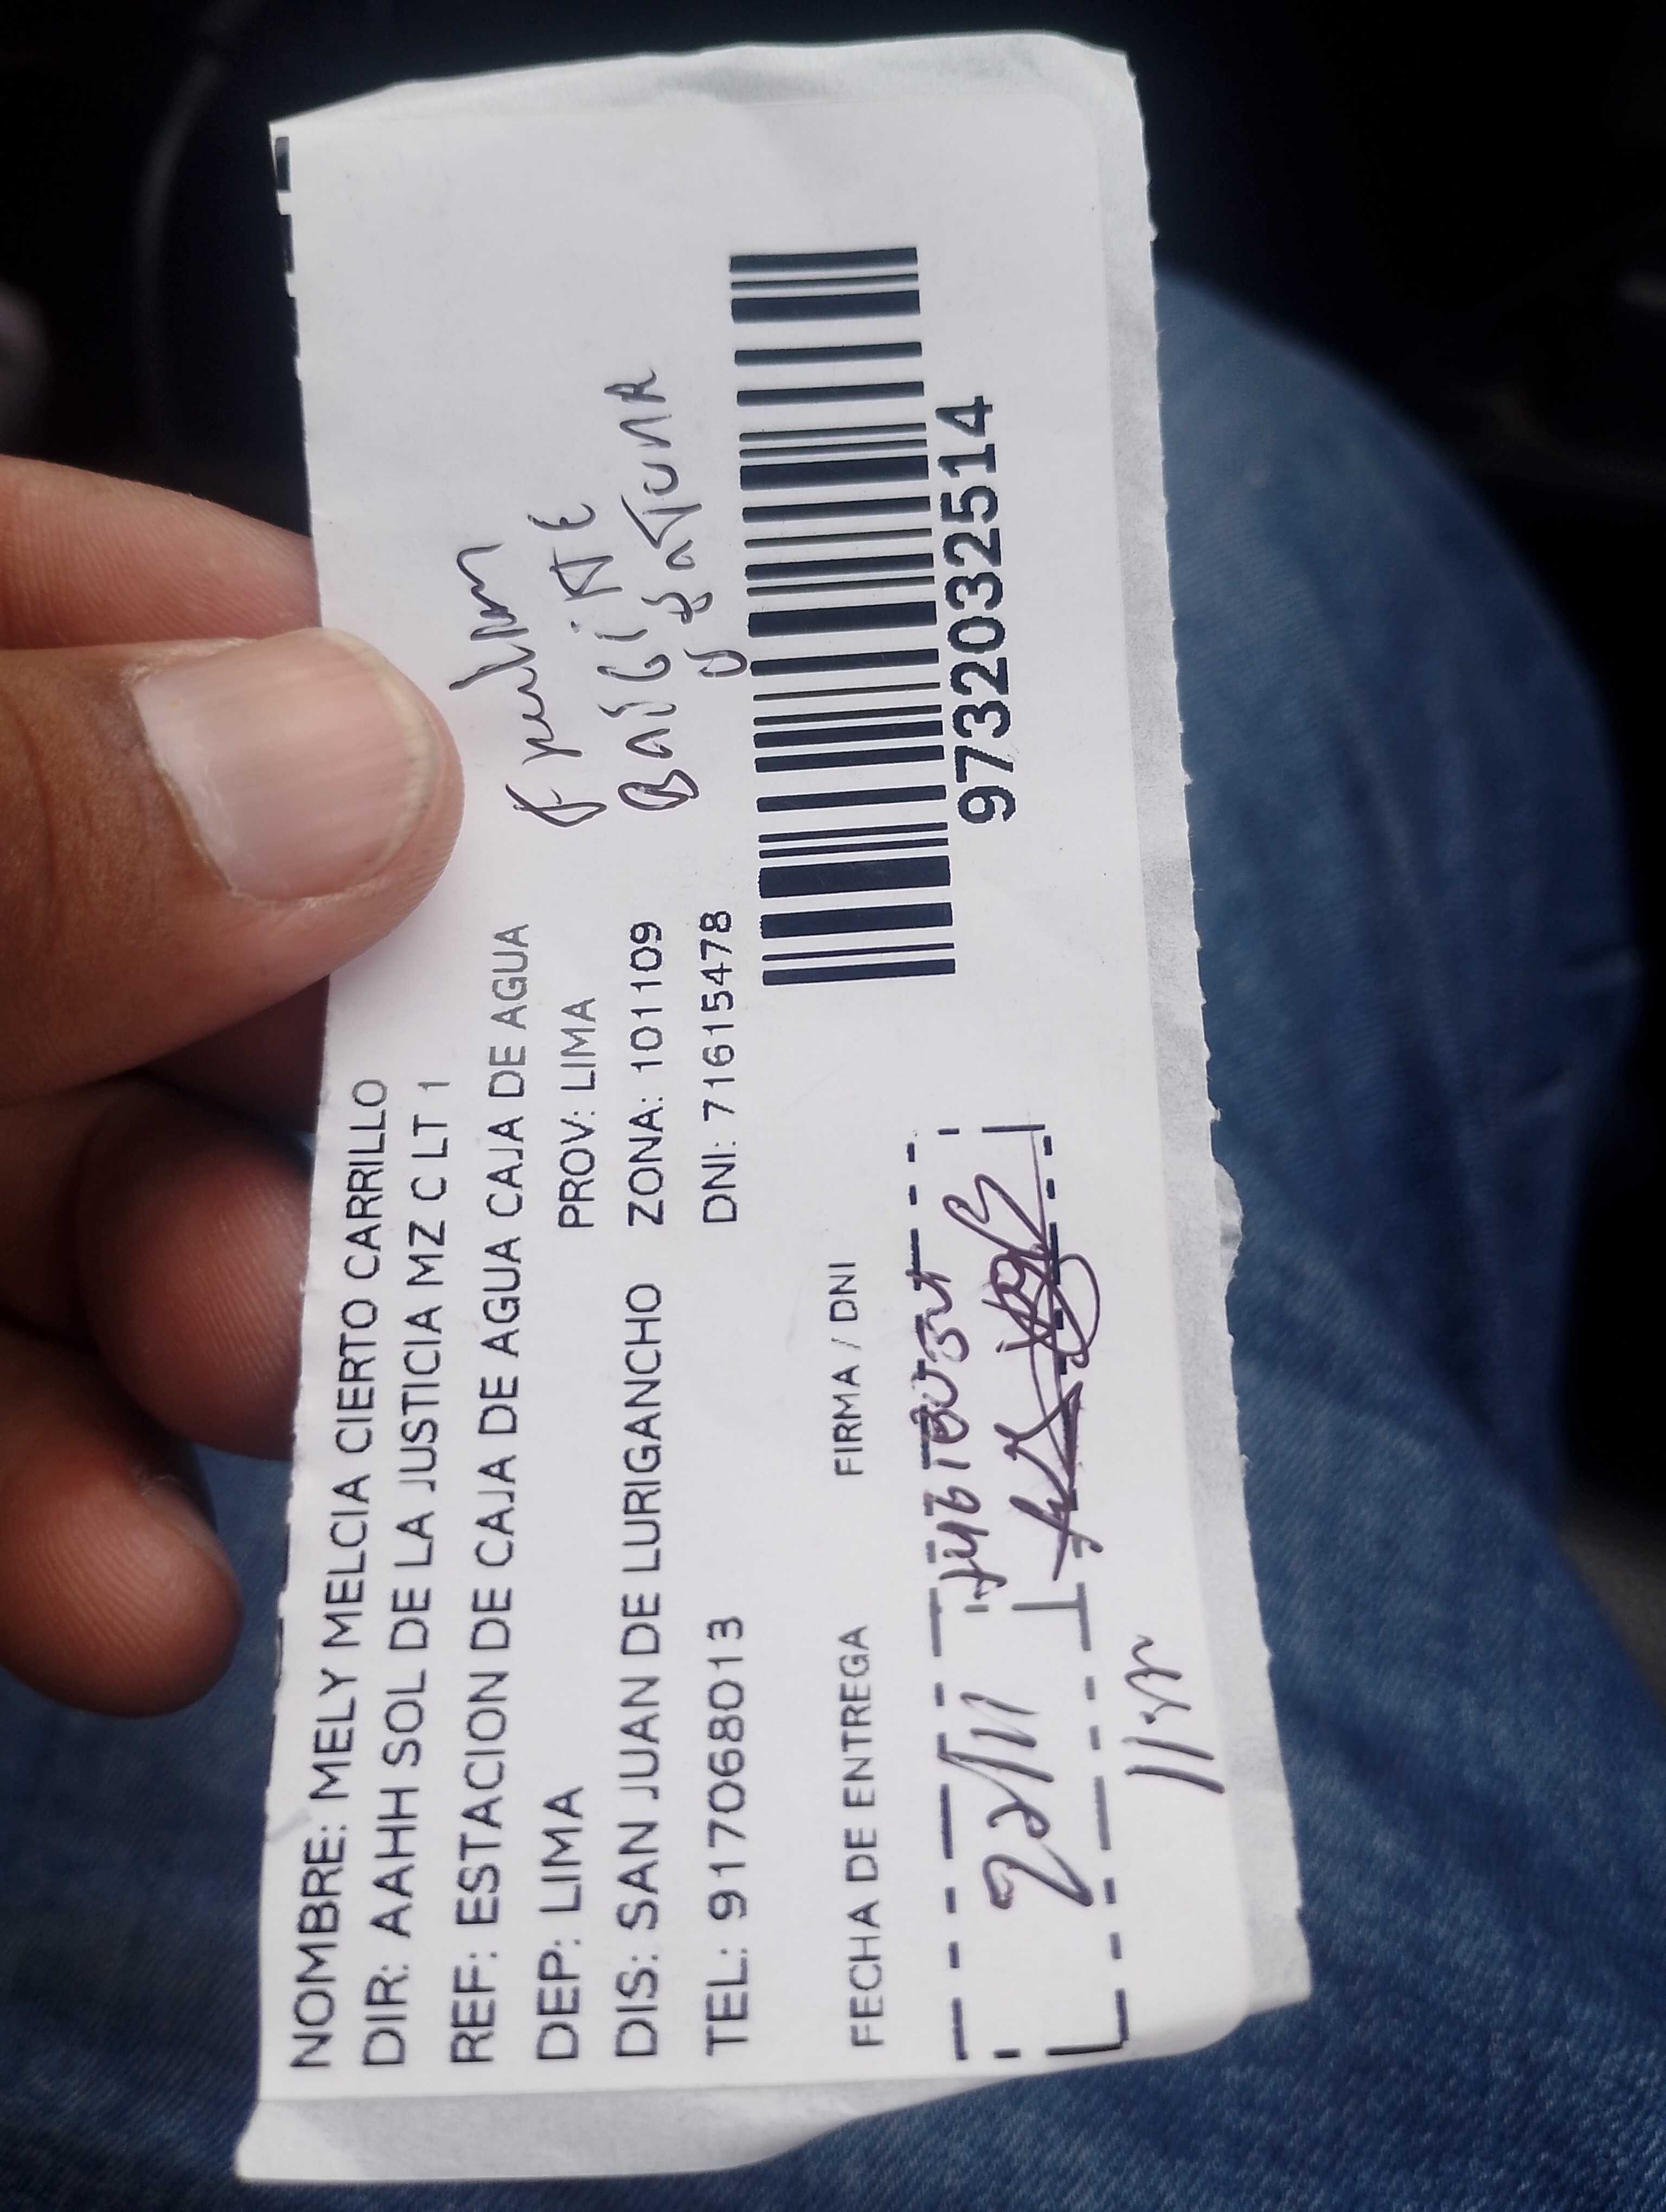 NOMBRE: MELY MELCIA CIERTO CARRILLO
DIR: AAHH SOL DE LA JUSTICIA MZ C LT 1
REF: ESTACION DE CAJA DE AGUA CAJA DE AGUA
DEP: LIMA PROV: LIMA
DIS: SAN JUAN DE LURIGANCHO ZONA: 101109
TEL: 917068013 DNI: 71615478
FECHA DE ENTREGA FIRMA / DNI
9732032514
22/11